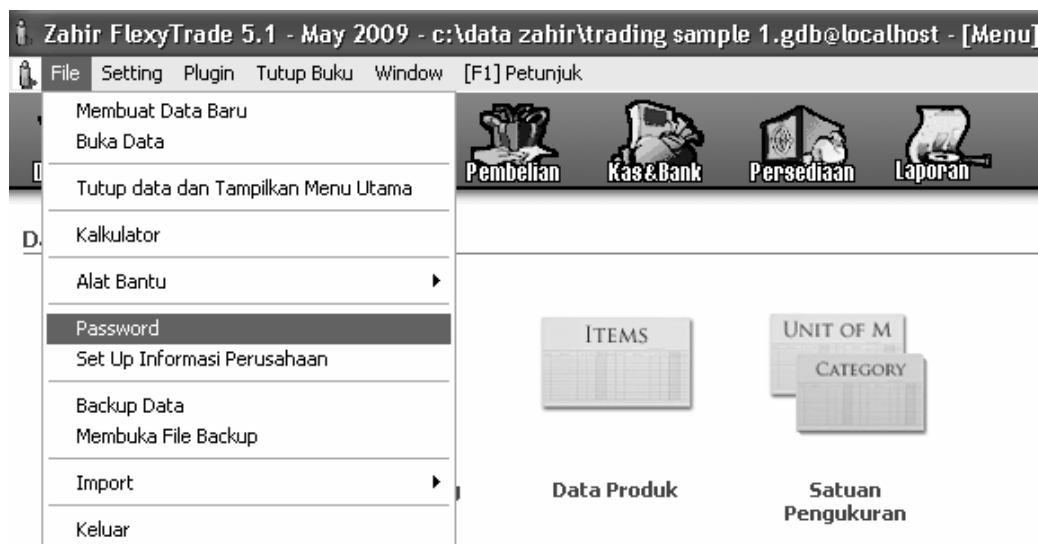 Zahir FlexyTrade 5.1 - May 2009 - c:\data zahir\trading sample 1.gdb@localhost - [Menu]
File Setting Plugin Tutup Buku Window [F1] Petunjuk
Membuat Data Baru
Buka Data
Tutup data dan Tampilkan Menu Utama
Kalkulator
Alat Bantu
Password
Set Up Informasi Perusahaan
Backup Data
Membuka File Backup
Import
Keluar
Pembelian Kas&Bank Persediaan Laporan
ITEMS
UNIT OF M
CATEGORY
Data Produk
Satuan
Pengukuran